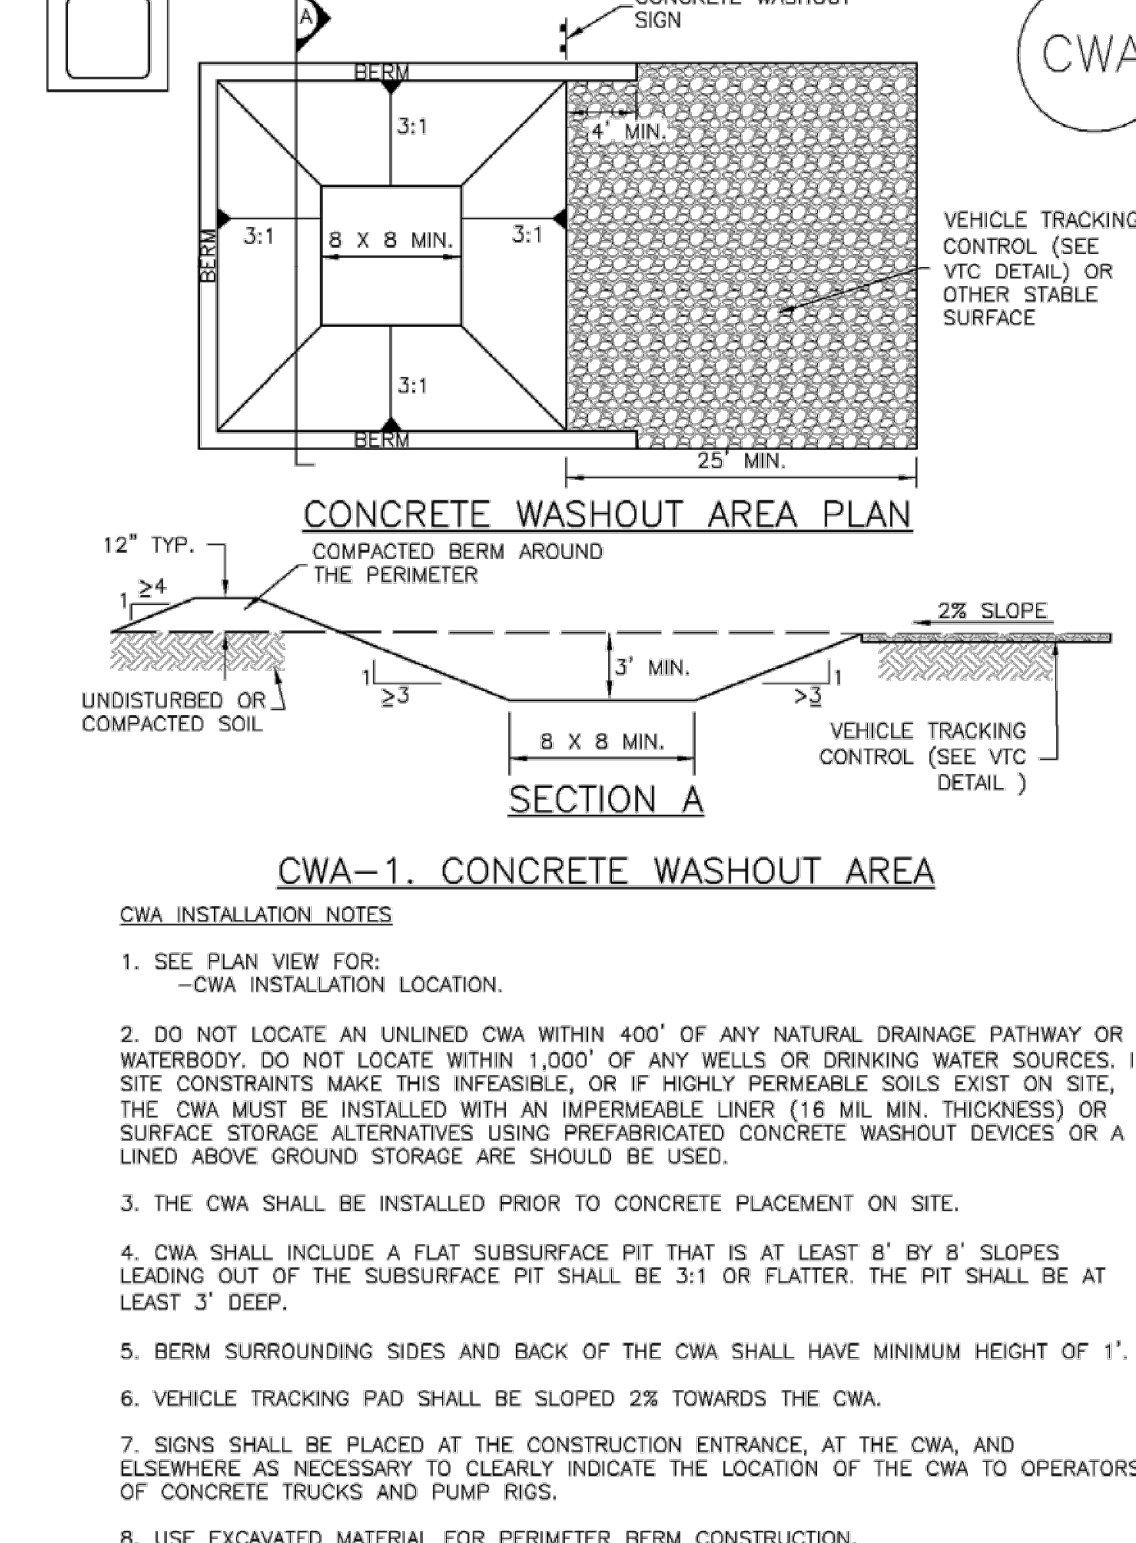 CONCRETE WASHOUT
SIGN
A
CWA
BERM
3:1
4' MIN.
BERM
3:1
8 X 8 MIN.
3:1
VEHICLE TRACKING
CONTROL (SEE
VTC DETAIL) OR
OTHER STABLE
SURFACE
3:1
BERM
25' MIN.
CONCRETE WASHOUT AREA PLAN
12" TYP.
COMPACTED BERM AROUND
THE PERIMETER
1
≥4
2% SLOPE
3' MIN.
1
≥3
1
>3
UNDISTURBED OR
COMPACTED SOIL
8 X 8 MIN.
VEHICLE TRACKING
CONTROL (SEE VTC
DETAIL )
SECTION A
CWA-1. CONCRETE WASHOUT AREA
CWA INSTALLATION NOTES
1. SEE PLAN VIEW FOR:
-CWA INSTALLATION LOCATION.
2. DO NOT LOCATE AN UNLINED CWA WITHIN 400' OF ANY NATURAL DRAINAGE PATHWAY OR
WATERBODY. DO NOT LOCATE WITHIN 1,000' OF ANY WELLS OR DRINKING WATER SOURCES.
SITE CONSTRAINTS MAKE THIS INFEASIBLE, OR IF HIGHLY PERMEABLE SOILS EXIST ON SITE,
THE CWA MUST BE INSTALLED WITH AN IMPERMEABLE LINER (16 MIL MIN. THICKNESS) OR
SURFACE STORAGE ALTERNATIVES USING PREFABRICATED CONCRETE WASHOUT DEVICES OR A
LINED ABOVE GROUND STORAGE ARE SHOULD BE USED.
3. THE CWA SHALL BE INSTALLED PRIOR TO CONCRETE PLACEMENT ON SITE.
4. CWA SHALL INCLUDE A FLAT SUBSURFACE PIT THAT IS AT LEAST 8' BY 8' SLOPES
LEADING OUT OF THE SUBSURFACE PIT SHALL BE 3:1 OR FLATTER. THE PIT SHALL BE AT
LEAST 3' DEEP.
5. BERM SURROUNDING SIDES AND BACK OF THE CWA SHALL HAVE MINIMUM HEIGHT OF 1'.
6. VEHICLE TRACKING PAD SHALL BE SLOPED 2% TOWARDS THE CWA.
7. SIGNS SHALL BE PLACED AT THE CONSTRUCTION ENTRANCE, AT THE CWA, AND
ELSEWHERE AS NECESSARY TO CLEARLY INDICATE THE LOCATION OF THE CWA TO OPERATORS
OF CONCRETE TRUCKS AND PUMP RIGS.
8. USE EXCAVATED MATERIAL FOR PERIMETER BERM CONSTRUCTION.